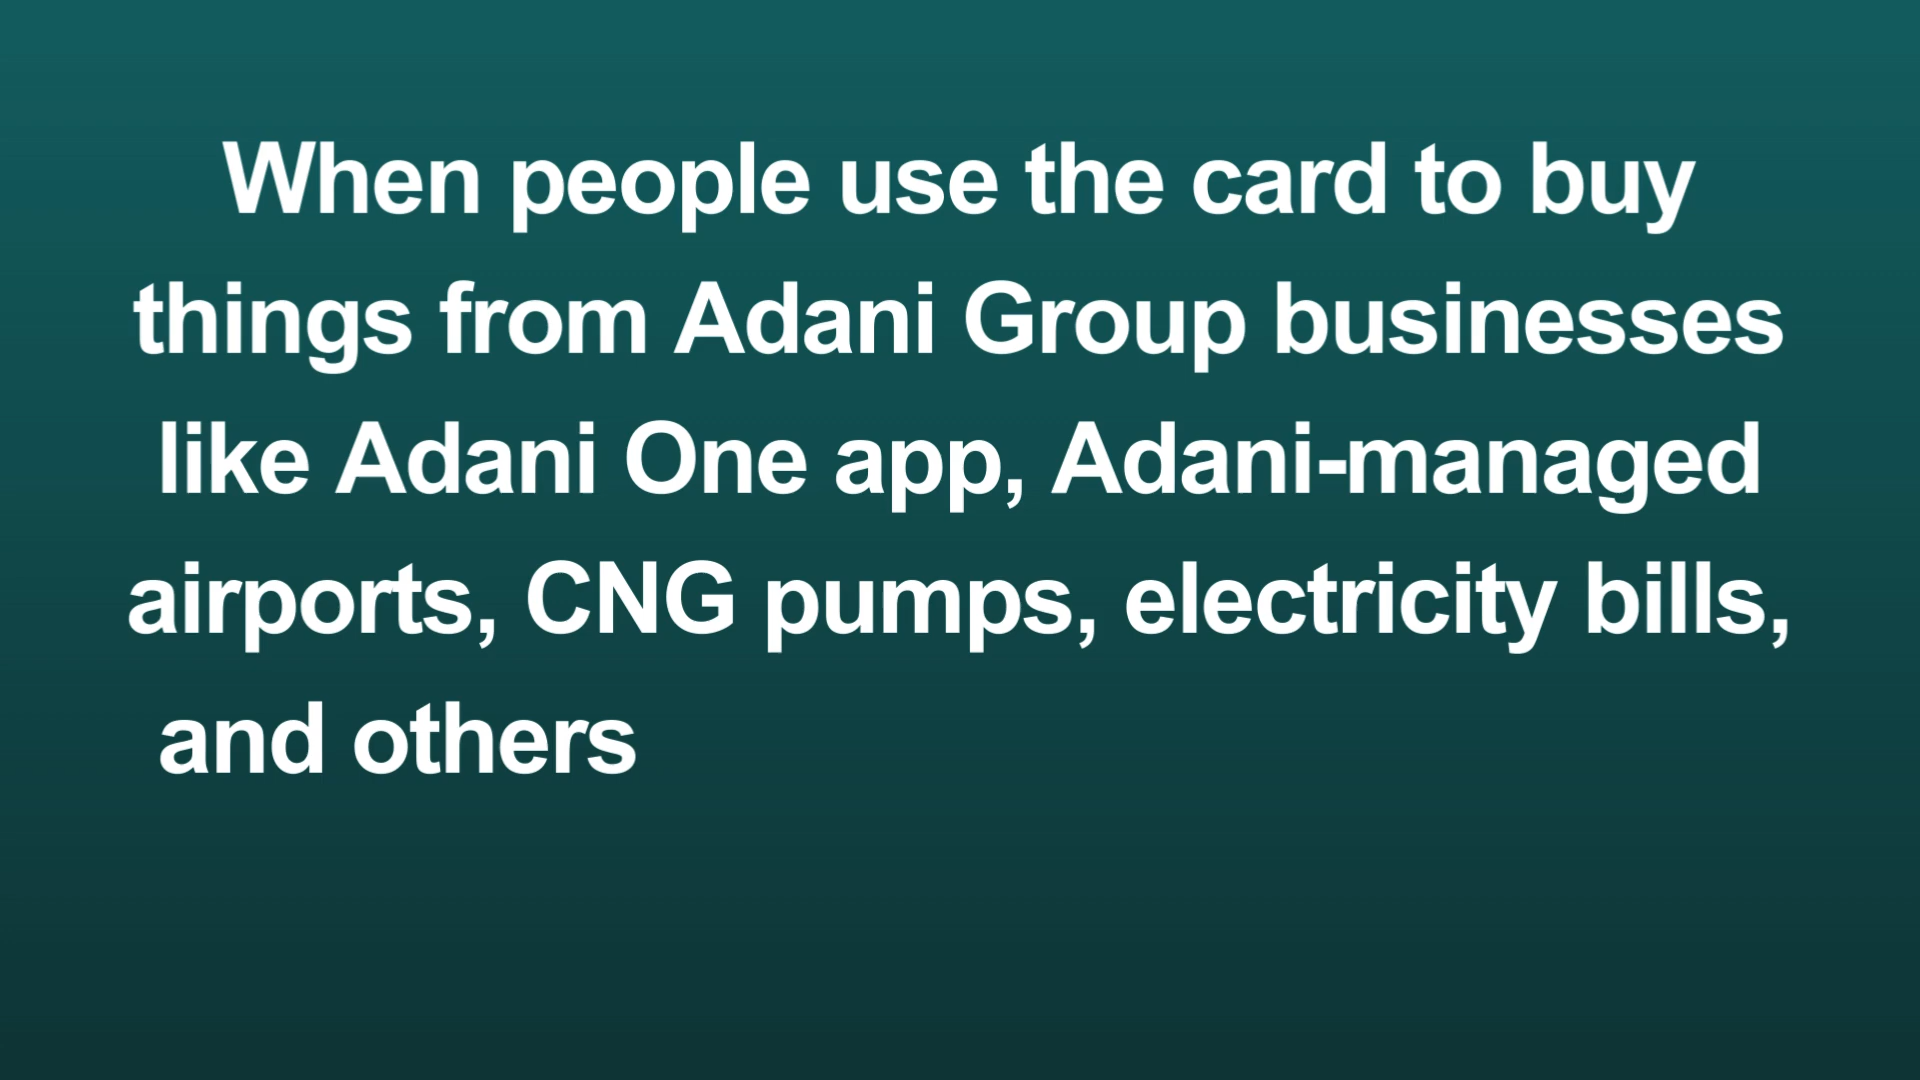 When people use the card to buy
things from Adani Group businesses
like Adani One app, Adani-managed
airports, CNG pumps, electricity bills,
and others